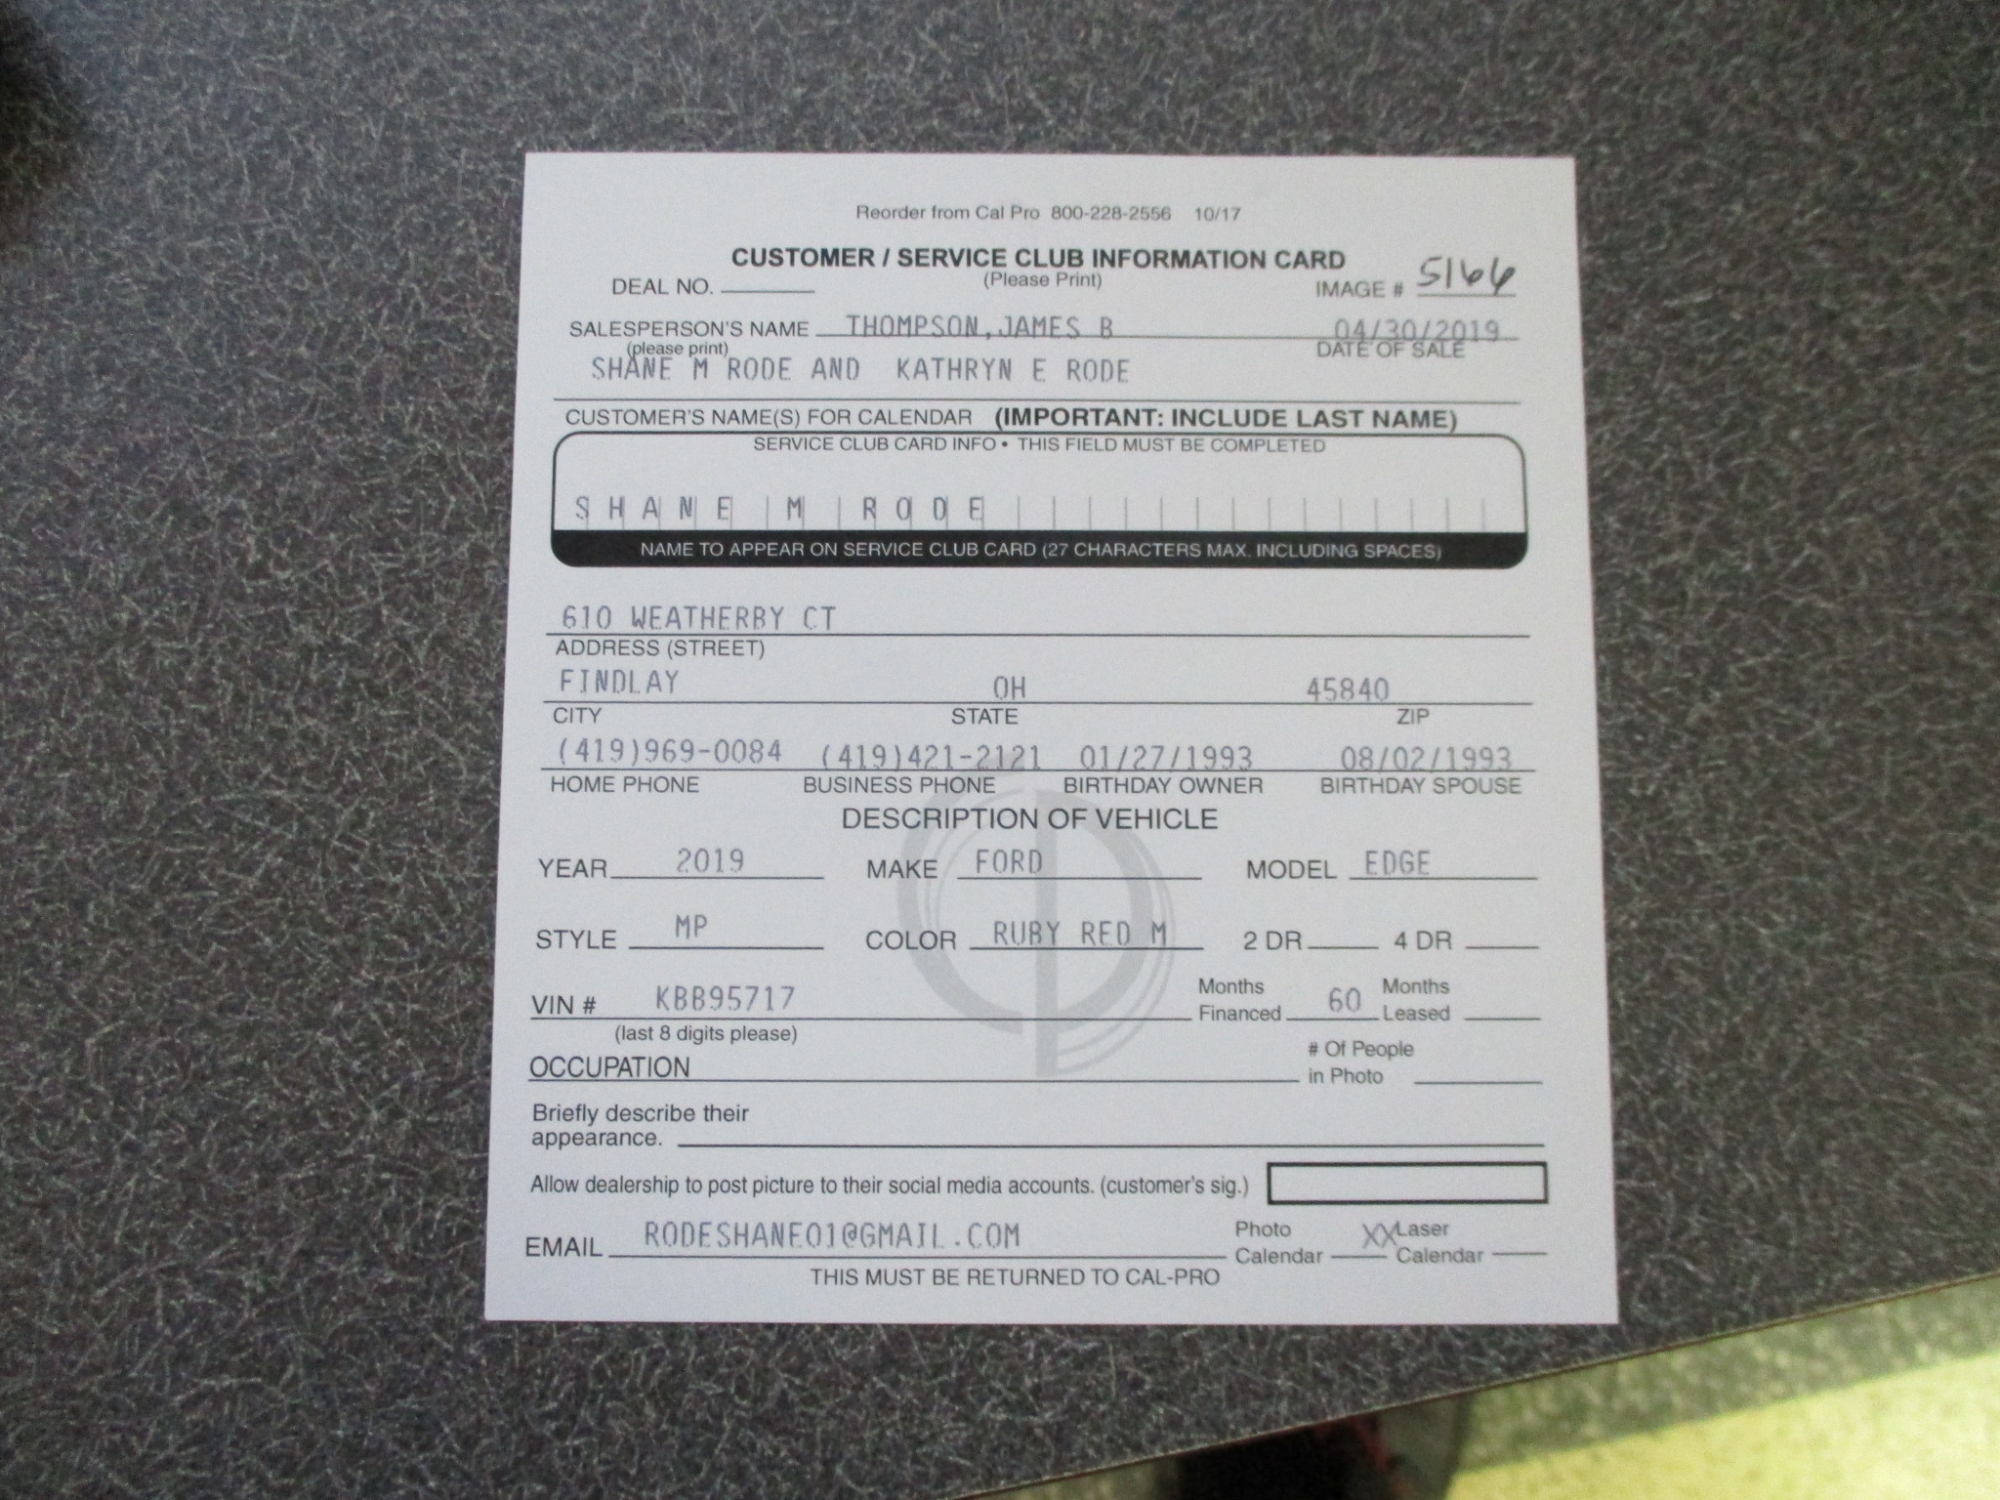 Reorder from Cal Pro 800-228-2556 10/17
CUSTOMER / SERVICE CLUB INFORMATION CARD
(Please Print)
DEAL NO. IMAGE # 5166
SALESPERSON'S NAME THOMPSON,JAMES B 04/30/2019
(please print) DATE OF SALE
SHANE M RODE AND KATHRYN E RODE
CUSTOMER'S NAME(S) FOR CALENDAR (IMPORTANT: INCLUDE LAST NAME)
SERVICE CLUB CARD INFO • THIS FIELD MUST BE COMPLETED
SHANE M RODE
NAME TO APPEAR ON SERVICE CLUB CARD (27 CHARACTERS MAX. INCLUDING SPACES)
610 WEATHERBY CT
ADDRESS (STREET)
FINDLAY OH 45840
CITY STATE ZIP
(419)969-0084 (419)421-2121 01/27/1993 08/02/1993
HOME PHONE BUSINESS PHONE BIRTHDAY OWNER BIRTHDAY SPOUSE
DESCRIPTION OF VEHICLE
YEAR 2019 MAKE FORD MODEL EDGE
STYLE MP COLOR RUBY RED M 2 DR 4 DR
VIN # KBB95717 Months Financed 60 Months Leased
(last 8 digits please)
OCCUPATION # Of People in Photo
Briefly describe their
appearance.
Allow dealership to post picture to their social media accounts. (customer's sig.)
EMAIL RODESHANE01@GMAIL.COM Photo Calendar XX Laser Calendar
THIS MUST BE RETURNED TO CAL-PRO